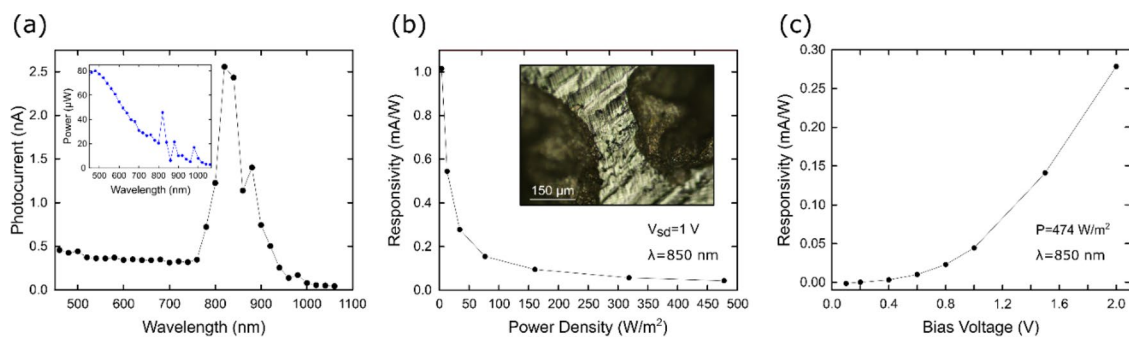 (a)
2.5
2.0
1.5
1.0
0.5
0.0
Photocurrent (nA)
500 600 700 800 900 1000 1100
Wavelength (nm)
80
60
40
20
0
Power (µW)
500 600 700 800 900 1000
Wavelength (nm)
(b)
1.0
0.8
0.6
0.4
0.2
0.0
Responsivity (mA/W)
0 50 100 150 200 250 300 350 400 450 500
Power Density (W/m²)
150 µm
Vsd=1 V
λ=850 nm
(c)
0.30
0.25
0.20
0.15
0.10
0.05
0.00
Responsivity (mA/W)
0.0 0.4 0.8 1.2 1.6 2.0
Bias Voltage (V)
P=474 W/m²
λ=850 nm